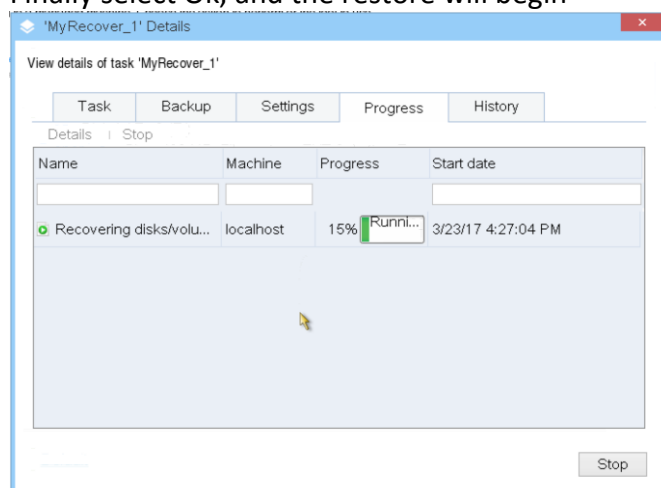 Finally select Ok, and the restore will begin
'MyRecover_1' Details
View details of task 'MyRecover_1'
Task Backup Settings Progress History
Details Stop
Name Machine Progress Start date
Recovering disks/volu... localhost 15% Runni... 3/23/17 4:27:04 PM
Stop